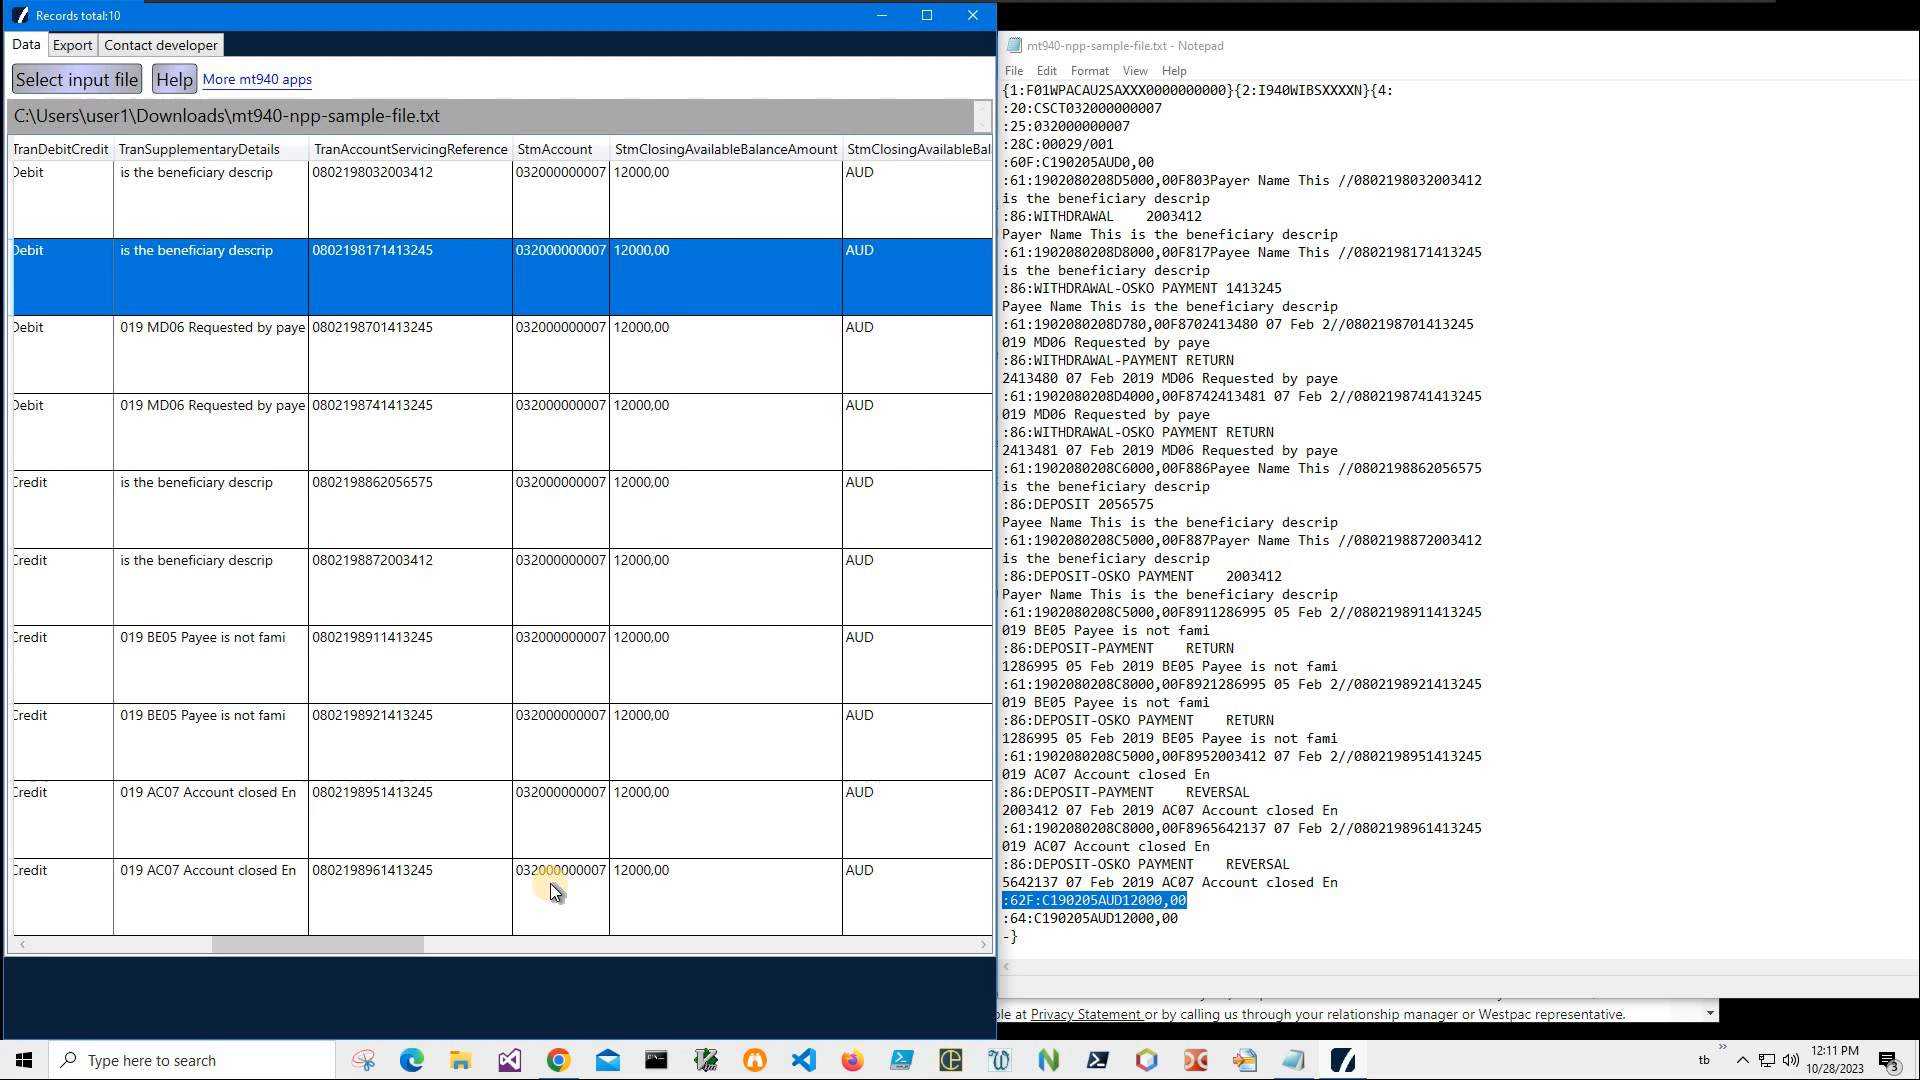 Records total:10
Data Export Contact developer
Select input file Help More mt940 apps
C:\Users\user1\Downloads\mt940-npp-sample-file.txt
TranDebitCredit TranSupplementaryDetails TranAccountServicingReference StmAccount StmClosingAvailableBalanceAmount StmClosingAvailableBal
Debit is the beneficiary descrip 0802198032003412 032000000007 12000,00 AUD
Debit is the beneficiary descrip 0802198171413245 032000000007 12000,00 AUD
Debit 019 MD06 Requested by paye 0802198701413245 032000000007 12000,00 AUD
Debit 019 MD06 Requested by paye 0802198741413245 032000000007 12000,00 AUD
Credit is the beneficiary descrip 0802198862056575 032000000007 12000,00 AUD
Credit is the beneficiary descrip 0802198872003412 032000000007 12000,00 AUD
Credit 019 BE05 Payee is not fami 0802198911413245 032000000007 12000,00 AUD
Credit 019 BE05 Payee is not fami 0802198921413245 032000000007 12000,00 AUD
Credit 019 AC07 Account closed En 0802198951413245 032000000007 12000,00 AUD
Credit 019 AC07 Account closed En 0802198961413245 032000000007 12000,00 AUD
mt940-npp-sample-file.txt - Notepad
File Edit Format View Help
{1:F01WPACAU2SAXXX0000000000}{2:I940WIBSXXXXN}{4:
:20:CSCT032000000007
:25:032000000007
:28C:00029/001
:60F:C190205AUD0,00
:61:1902080208D5000,00F803Payer Name This //0802198032003412
is the beneficiary descrip
:86:WITHDRAWAL    2003412
Payer Name This is the beneficiary descrip
:61:1902080208D8000,00F817Payee Name This //0802198171413245
is the beneficiary descrip
:86:WITHDRAWAL-OSKO PAYMENT 1413245
Payee Name This is the beneficiary descrip
:61:1902080208D780,00F8702413480 07 Feb 2//0802198701413245
019 MD06 Requested by paye
:86:WITHDRAWAL-PAYMENT RETURN
2413480 07 Feb 2019 MD06 Requested by paye
:61:1902080208D4000,00F8742413481 07 Feb 2//0802198741413245
019 MD06 Requested by paye
:86:WITHDRAWAL-OSKO PAYMENT RETURN
2413481 07 Feb 2019 MD06 Requested by paye
:61:1902080208C6000,00F886Payee Name This //0802198862056575
is the beneficiary descrip
:86:DEPOSIT 2056575
Payee Name This is the beneficiary descrip
:61:1902080208C5000,00F887Payer Name This //0802198872003412
is the beneficiary descrip
:86:DEPOSIT-OSKO PAYMENT    2003412
Payer Name This is the beneficiary descrip
:61:1902080208C5000,00F8911286995 05 Feb 2//0802198911413245
019 BE05 Payee is not fami
:86:DEPOSIT-PAYMENT    RETURN
1286995 05 Feb 2019 BE05 Payee is not fami
:61:1902080208C8000,00F8921286995 05 Feb 2//0802198921413245
019 BE05 Payee is not fami
:86:DEPOSIT-OSKO PAYMENT    RETURN
1286995 05 Feb 2019 BE05 Payee is not fami
:61:1902080208C5000,00F8952003412 07 Feb 2//0802198951413245
019 AC07 Account closed En
:86:DEPOSIT-PAYMENT    REVERSAL
2003412 07 Feb 2019 AC07 Account closed En
:61:1902080208C8000,00F8965642137 07 Feb 2//0802198961413245
019 AC07 Account closed En
:86:DEPOSIT-OSKO PAYMENT    REVERSAL
5642137 07 Feb 2019 AC07 Account closed En
:62F:C190205AUD12000,00
:64:C190205AUD12000,00
-}
le at Privacy Statement or by calling us through your relationship manager or Westpac representative.
Type here to search
tb
12:11 PM
10/28/2023
3